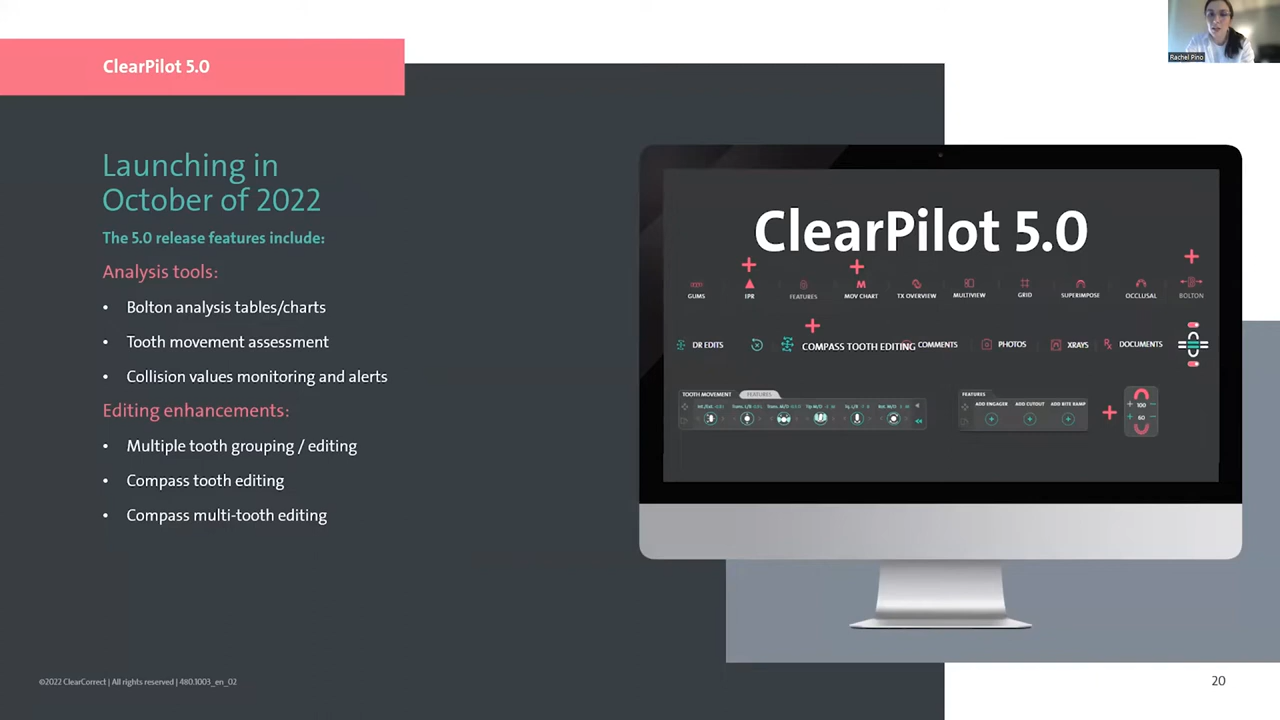 Rachel Pino
ClearPilot 5.0
Launching in
October of 2022
The 5.0 release features include:
Analysis tools:
• Bolton analysis tables/charts
• Tooth movement assessment
• Collision values monitoring and alerts
Editing enhancements:
• Multiple tooth grouping / editing
• Compass tooth editing
• Compass multi-tooth editing
ClearPilot 5.0
GUMS IPR FEATURES MOV CHART TX OVERVIEW MULTIVIEW GRID SUPERIMPOSE OCCLUSAL BOLTON
DR EDITS COMPASS TOOTH EDITING COMMENTS PHOTOS XRAYS DOCUMENTS
TOOTH MOVEMENT FEATURES
FEATURES
ADD ENGAGER ADD CUTOUT ADD BITE RAMP
100
60
©2022 ClearCorrect | All rights reserved | 480.1003_en_02
20